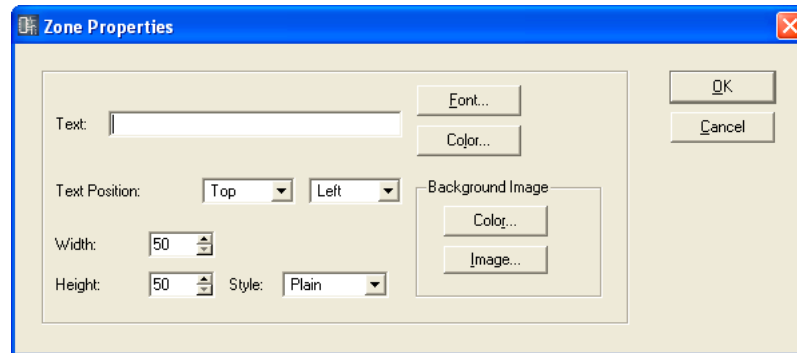 Zone Properties
Text:
Font...
Color...
OK
Cancel
Text Position:
Top
Left
Background Image
Color...
Image...
Width:
50
Height:
50
Style:
Plain